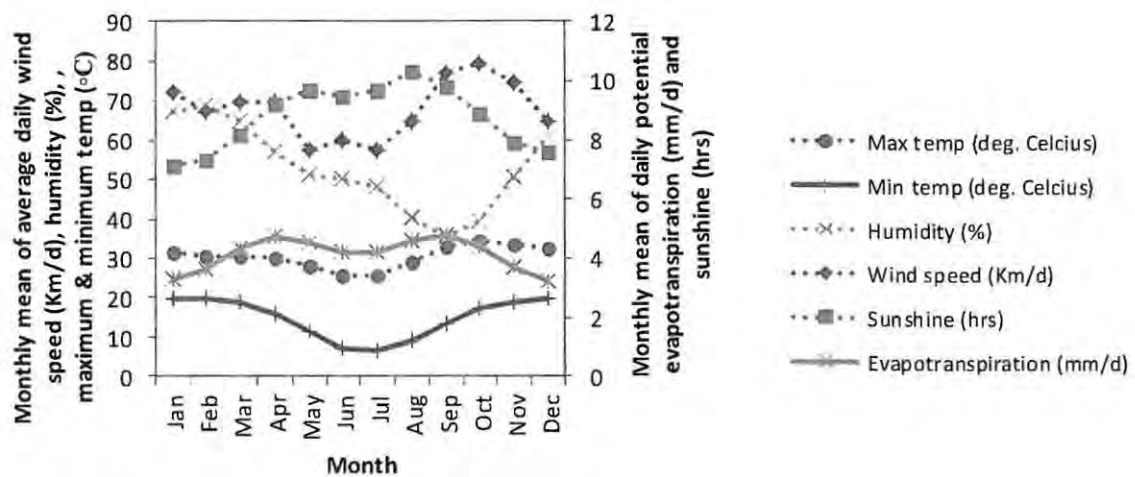 Monthly mean of average daily wind
speed (Km/d), humidity (%), ,
maximum & minimum temp (°C)
90
80
70
60
50
40
30
20
10
0
Jan
Feb
Mar
Apr
May
Jun
Jul
Aug
Sep
Oct
Nov
Dec
Month
12
10
8
6
4
2
0
Monthly mean of daily potential
evapotranspiration (mm/d) and
sunshine (hrs)
Max temp (deg. Celcius)
Min temp (deg. Celcius)
Humidity (%)
Wind speed (Km/d)
Sunshine (hrs)
Evapotranspiration (mm/d)